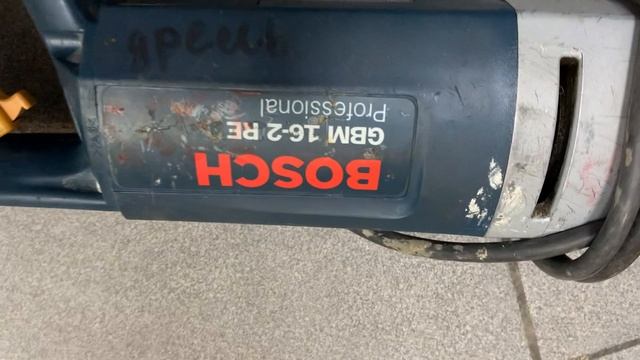 BOSCH
GBM 16-2 RE
Professional